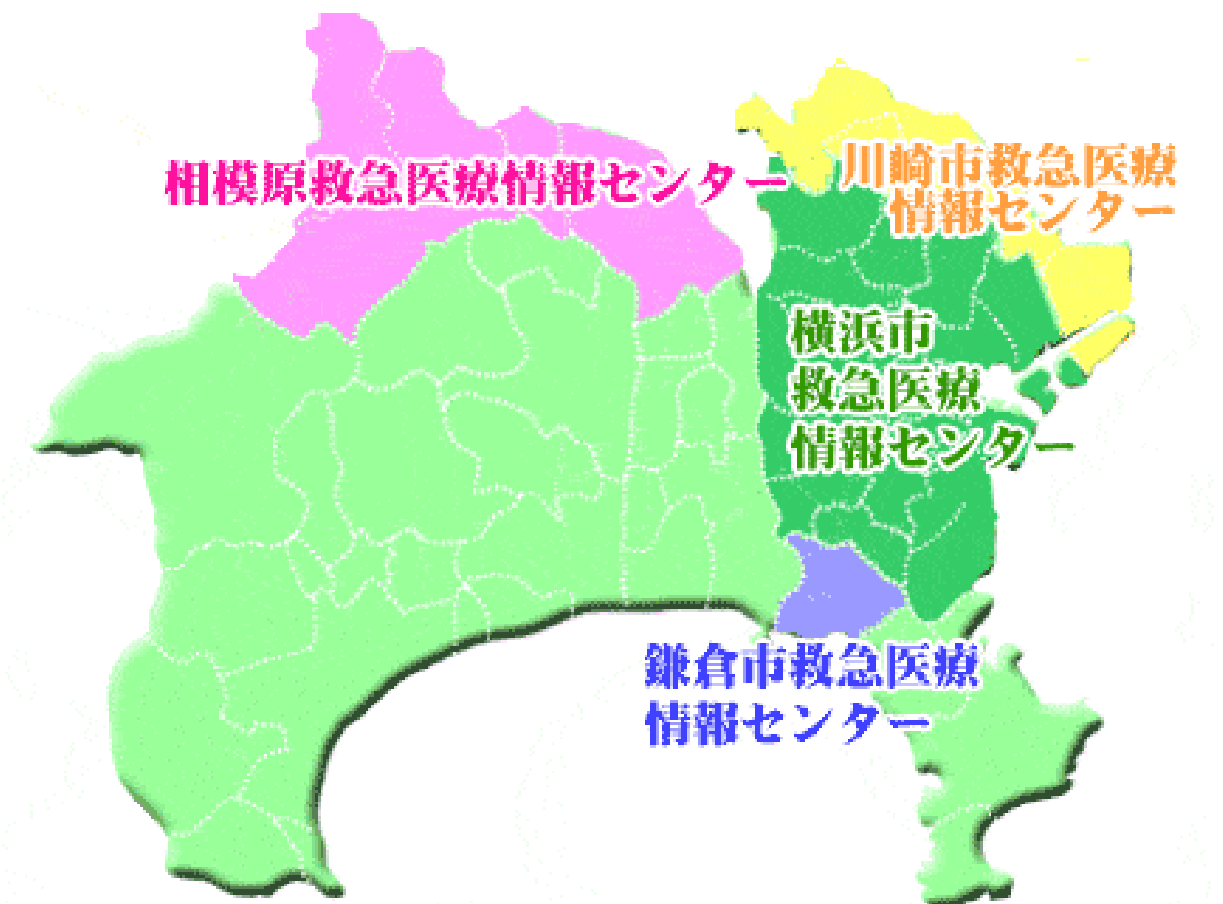 相模原救急医療情報センター
川崎市救急医療
情報センター
横浜市
救急医療
情報センター
鎌倉市救急医療
情報センター